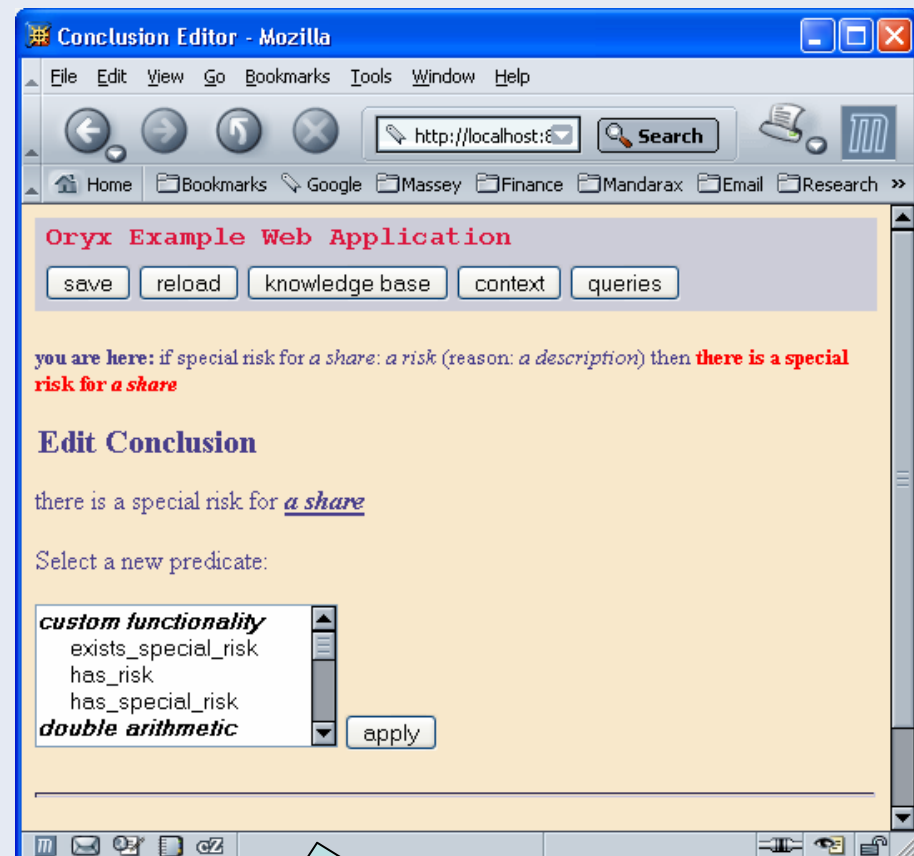 Conclusion Editor - Mozilla
File Edit View Go Bookmarks Tools Window Help
http://localhost:8 Search
Home Bookmarks Google Massey Finance Mandarax Email Research »
Oryx Example Web Application
save reload knowledge base context queries
you are here: if special risk for a share: a risk (reason: a description) then there is a special
risk for a share
Edit Conclusion
there is a special risk for a share
Select a new predicate:
custom functionality
exists_special_risk
has_risk
has_special_risk
double arithmetic
apply